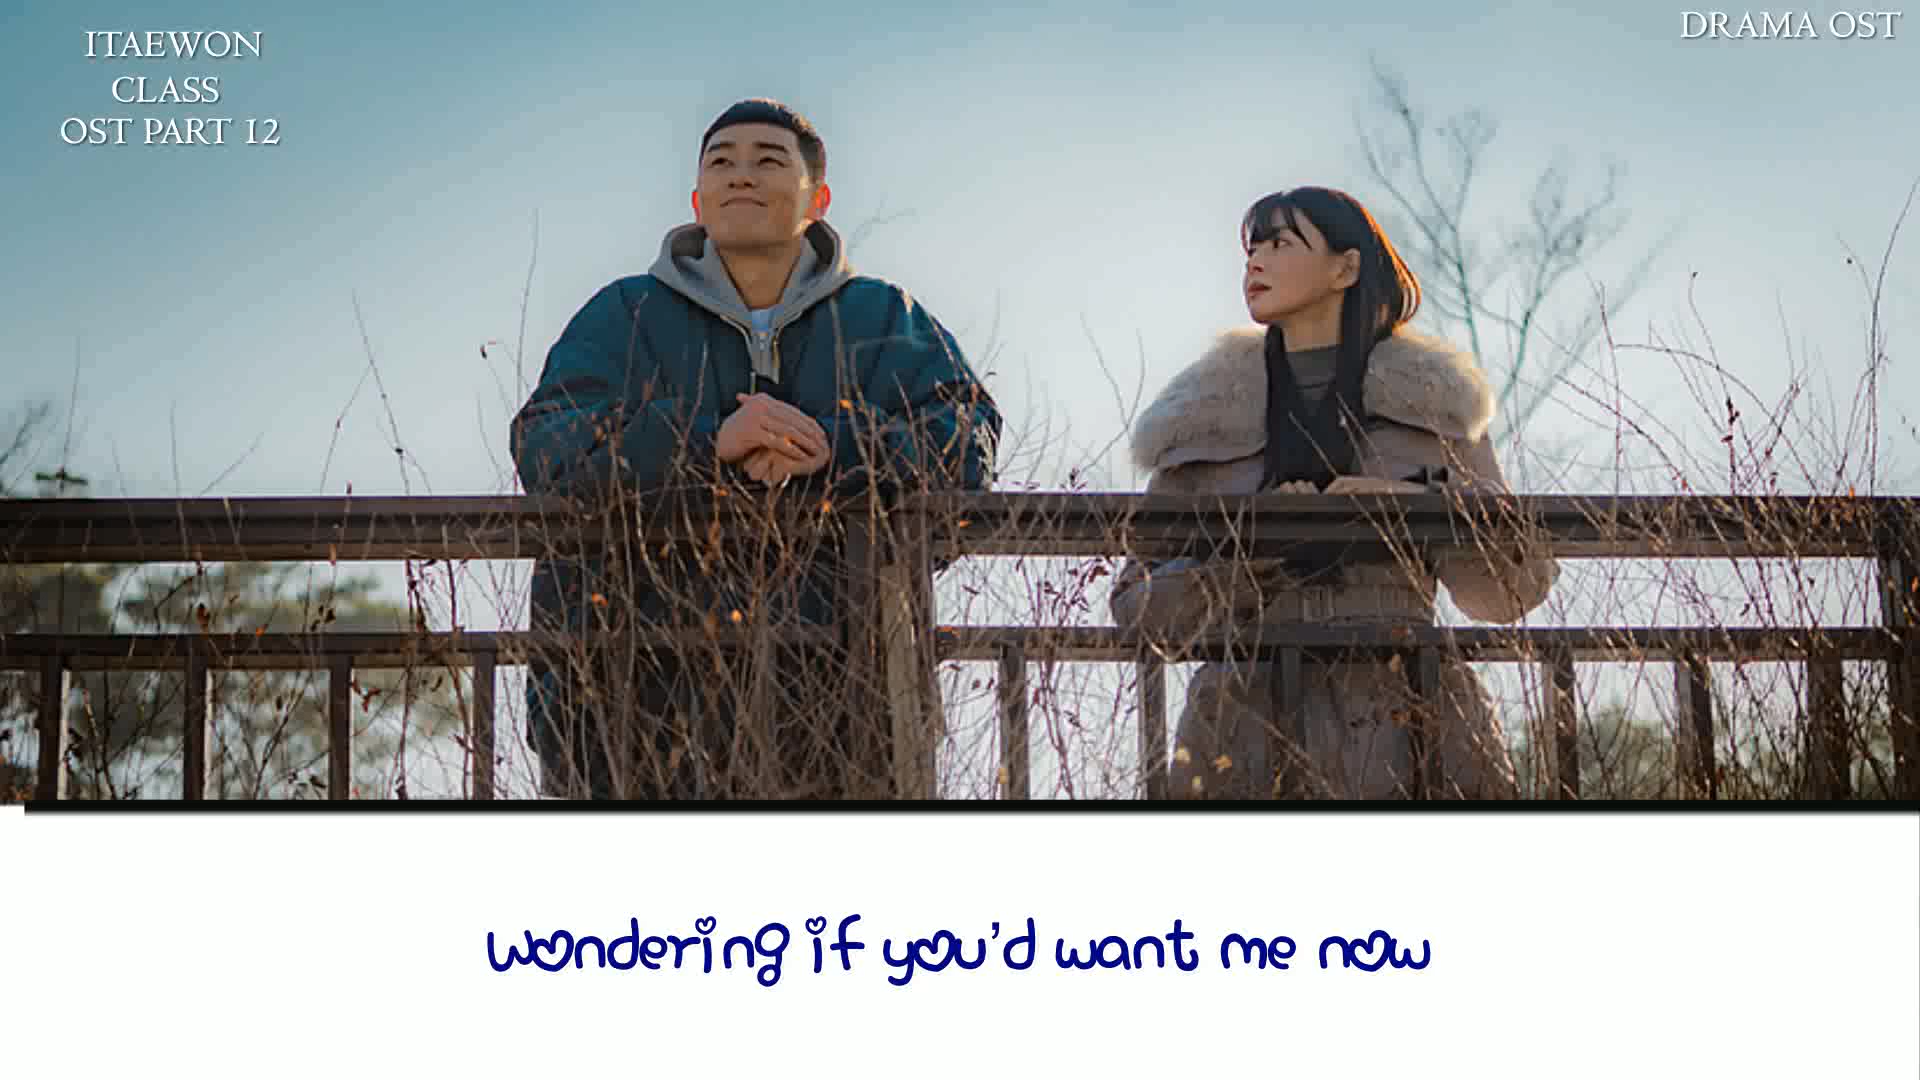 ITAEWON
CLASS
OST PART 12
DRAMA OST
wondering if you'd want me now